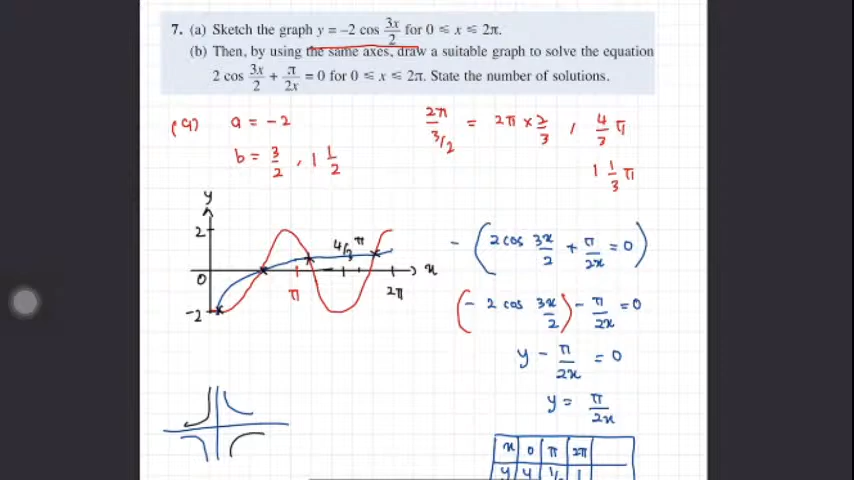 7. (a) Sketch the graph y = −2 cos 3x/2 for 0 ⩽ x ⩽ 2π.
(b) Then, by using the same axes, draw a suitable graph to solve the equation
2 cos 3x/2 + π/2x = 0 for 0 ⩽ x ⩽ 2π. State the number of solutions.
(a) a = -2
b = 3/2 , 1 1/2
2π / 3/2 = 2π × 2/3 , 4/3 π
1 1/3 π
y
2
0
-2
π
4/3 π
2π
x
- ( 2 cos 3x/2 + π/2x = 0 )
( - 2 cos 3x/2 ) - π/2x = 0
y - π/2x = 0
y = π/2x
x 0 π 2π
y 4 1/2 1